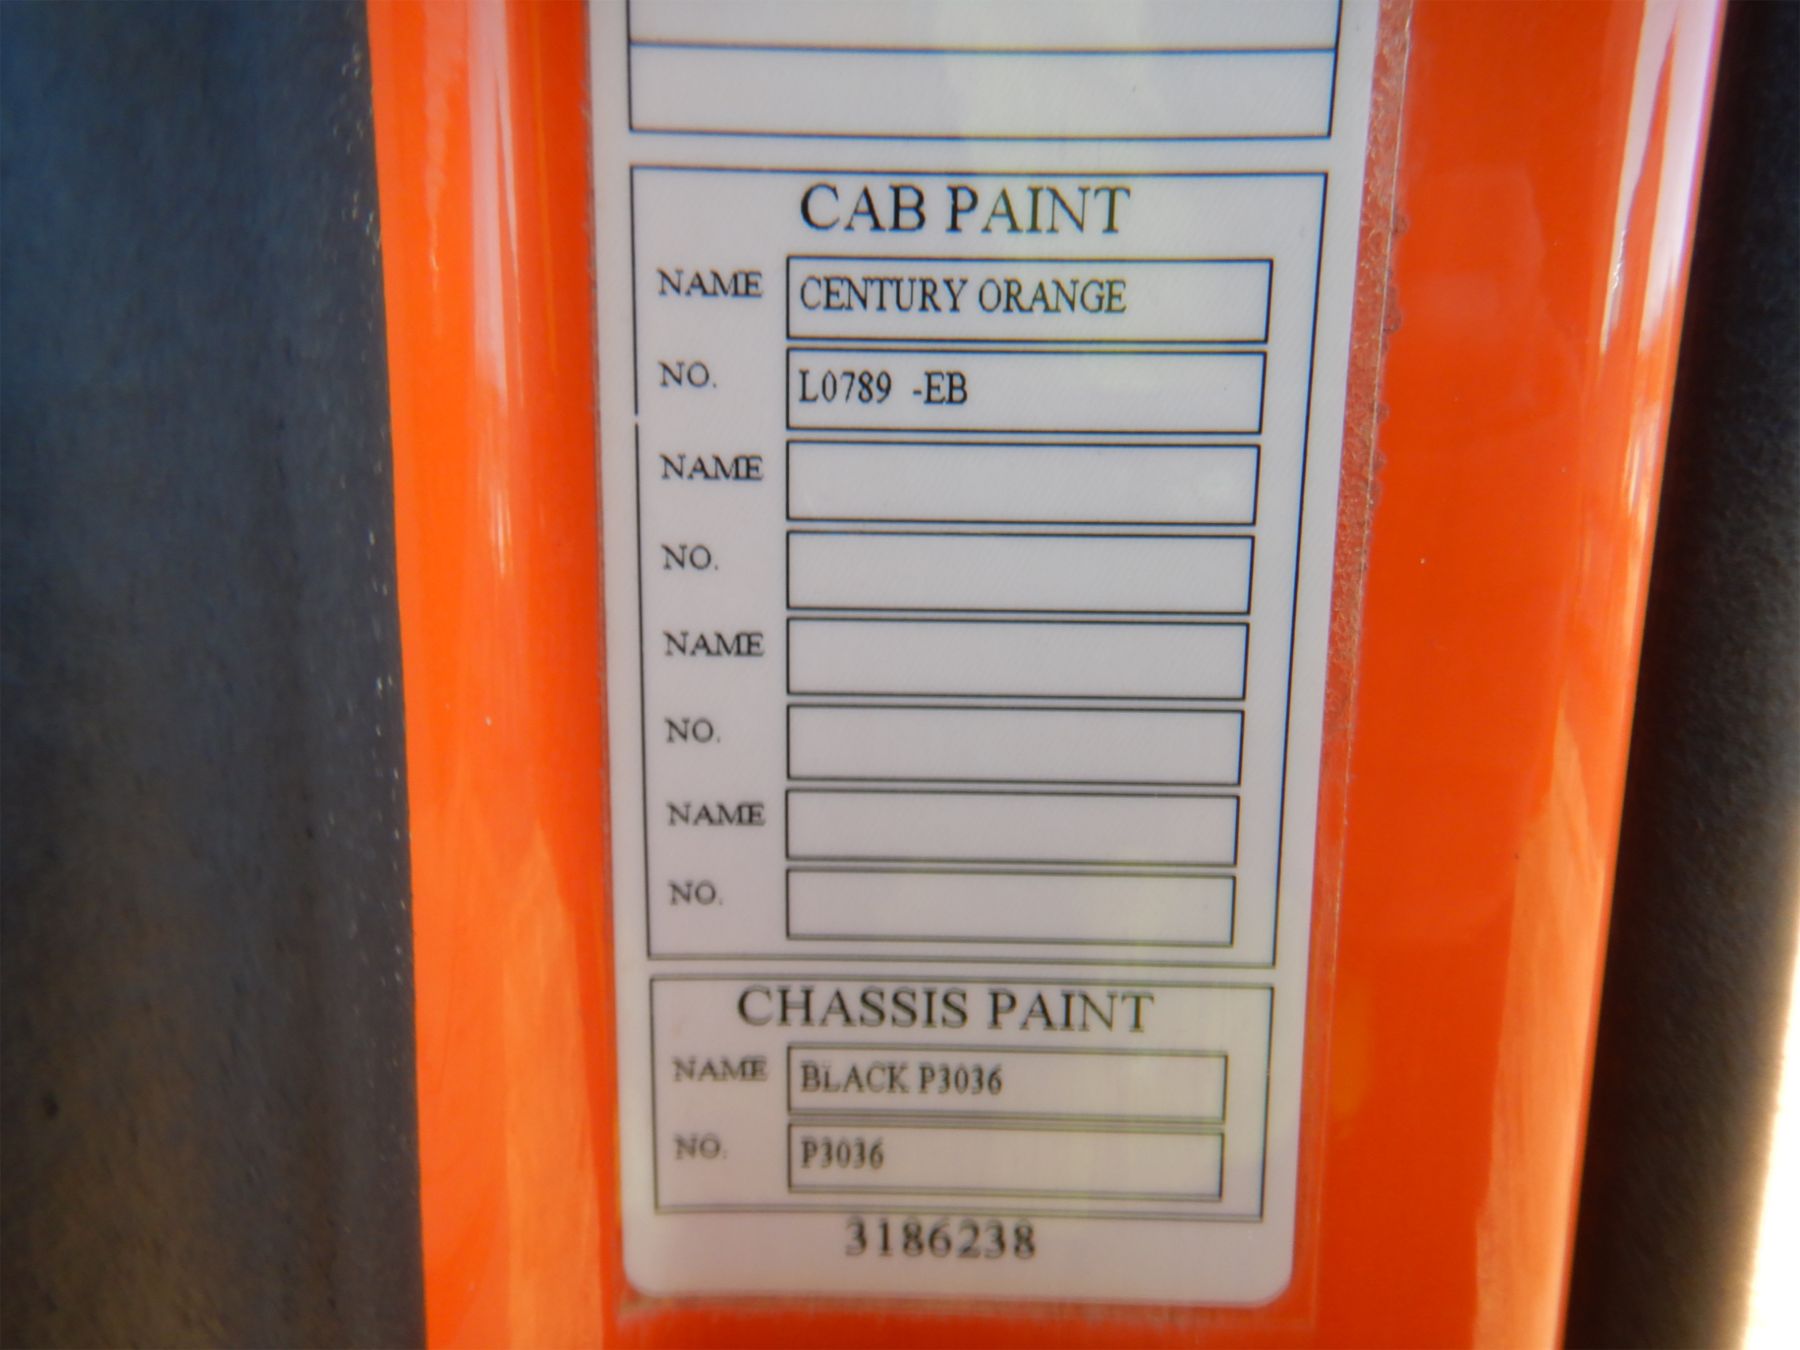 CAB PAINT
NAME CENTURY ORANGE
NO. L0789 -EB
NAME
NO.
NAME
NO.
NAME
NO.
CHASSIS PAINT
NAME BLACK P3036
NO. P3036
3186238